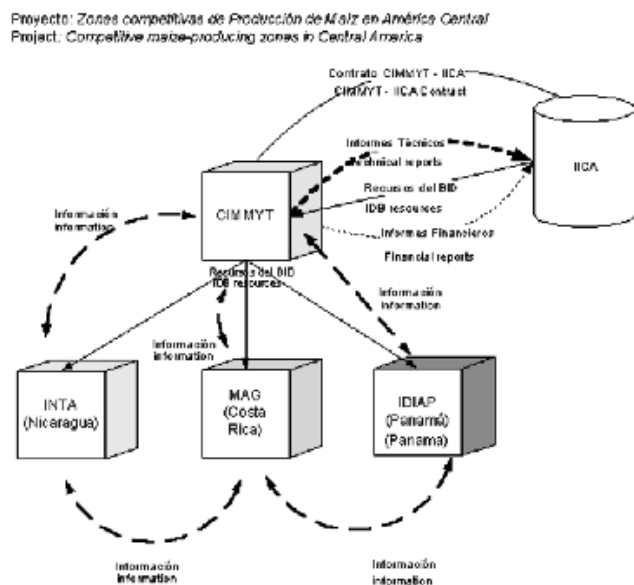 Proyecto: Zonas competitivas de Producción de Maíz en América Central
Project: Competitive maize-producing zones in Central America
Contrato CIMMYT - IICA
CIMMYT - IICA Contract
Informes Técnicos
Technical reports
IICA
Recursos del BID
IDB resources
CIMMYT
Información
information
Informes Financieros
Financial reports
Recursos del BID
IDB resources
Información
information
Información
information
INTA
(Nicaragua)
MAG
(Costa
Rica)
IDIAP
(Panamá)
(Panama)
Información
information
Información
information